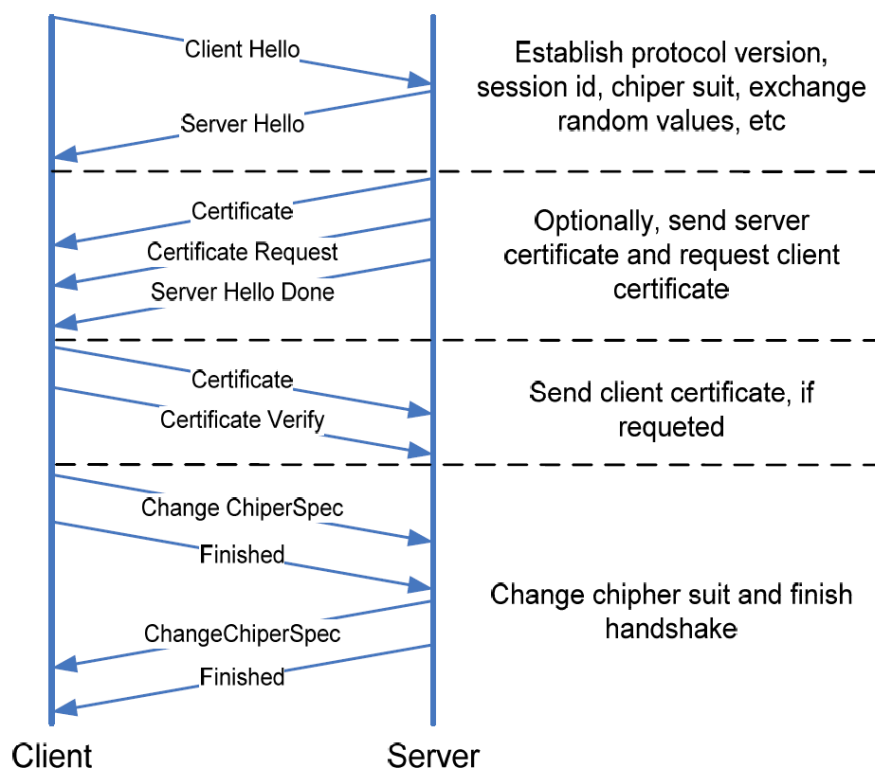 Client Hello
Server Hello
Establish protocol version,
session id, chiper suit, exchange
random values, etc
Certificate
Certificate Request
Server Hello Done
Optionally, send server
certificate and request client
certificate
Certificate
Certificate Verify
Send client certificate, if
requeted
Change ChiperSpec
Finished
ChangeChiperSpec
Finished
Change chipher suit and finish
handshake
Client
Server